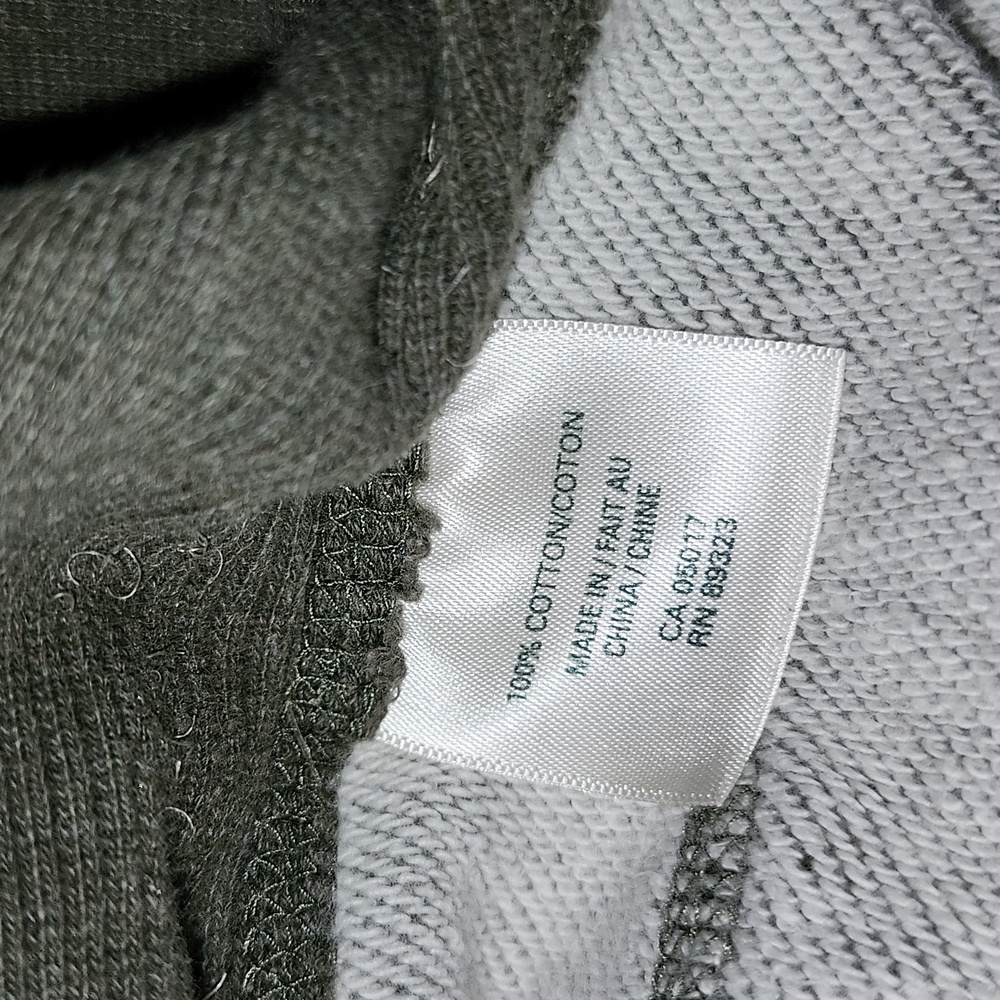 100% COTTON/COTON
MADE IN / FAIT AU
CHINA / CHINE
CA 05017
RN 89323